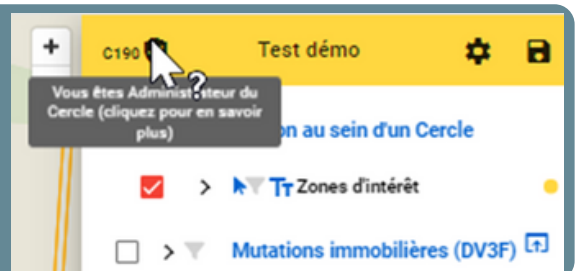 +
C190 Test démo
Vous êtes Administrateur du
Cercle (cliquez pour en savoir
plus)
on au sein d'un Cercle
Zones d'intérêt
Mutations immobilières (DV3F)